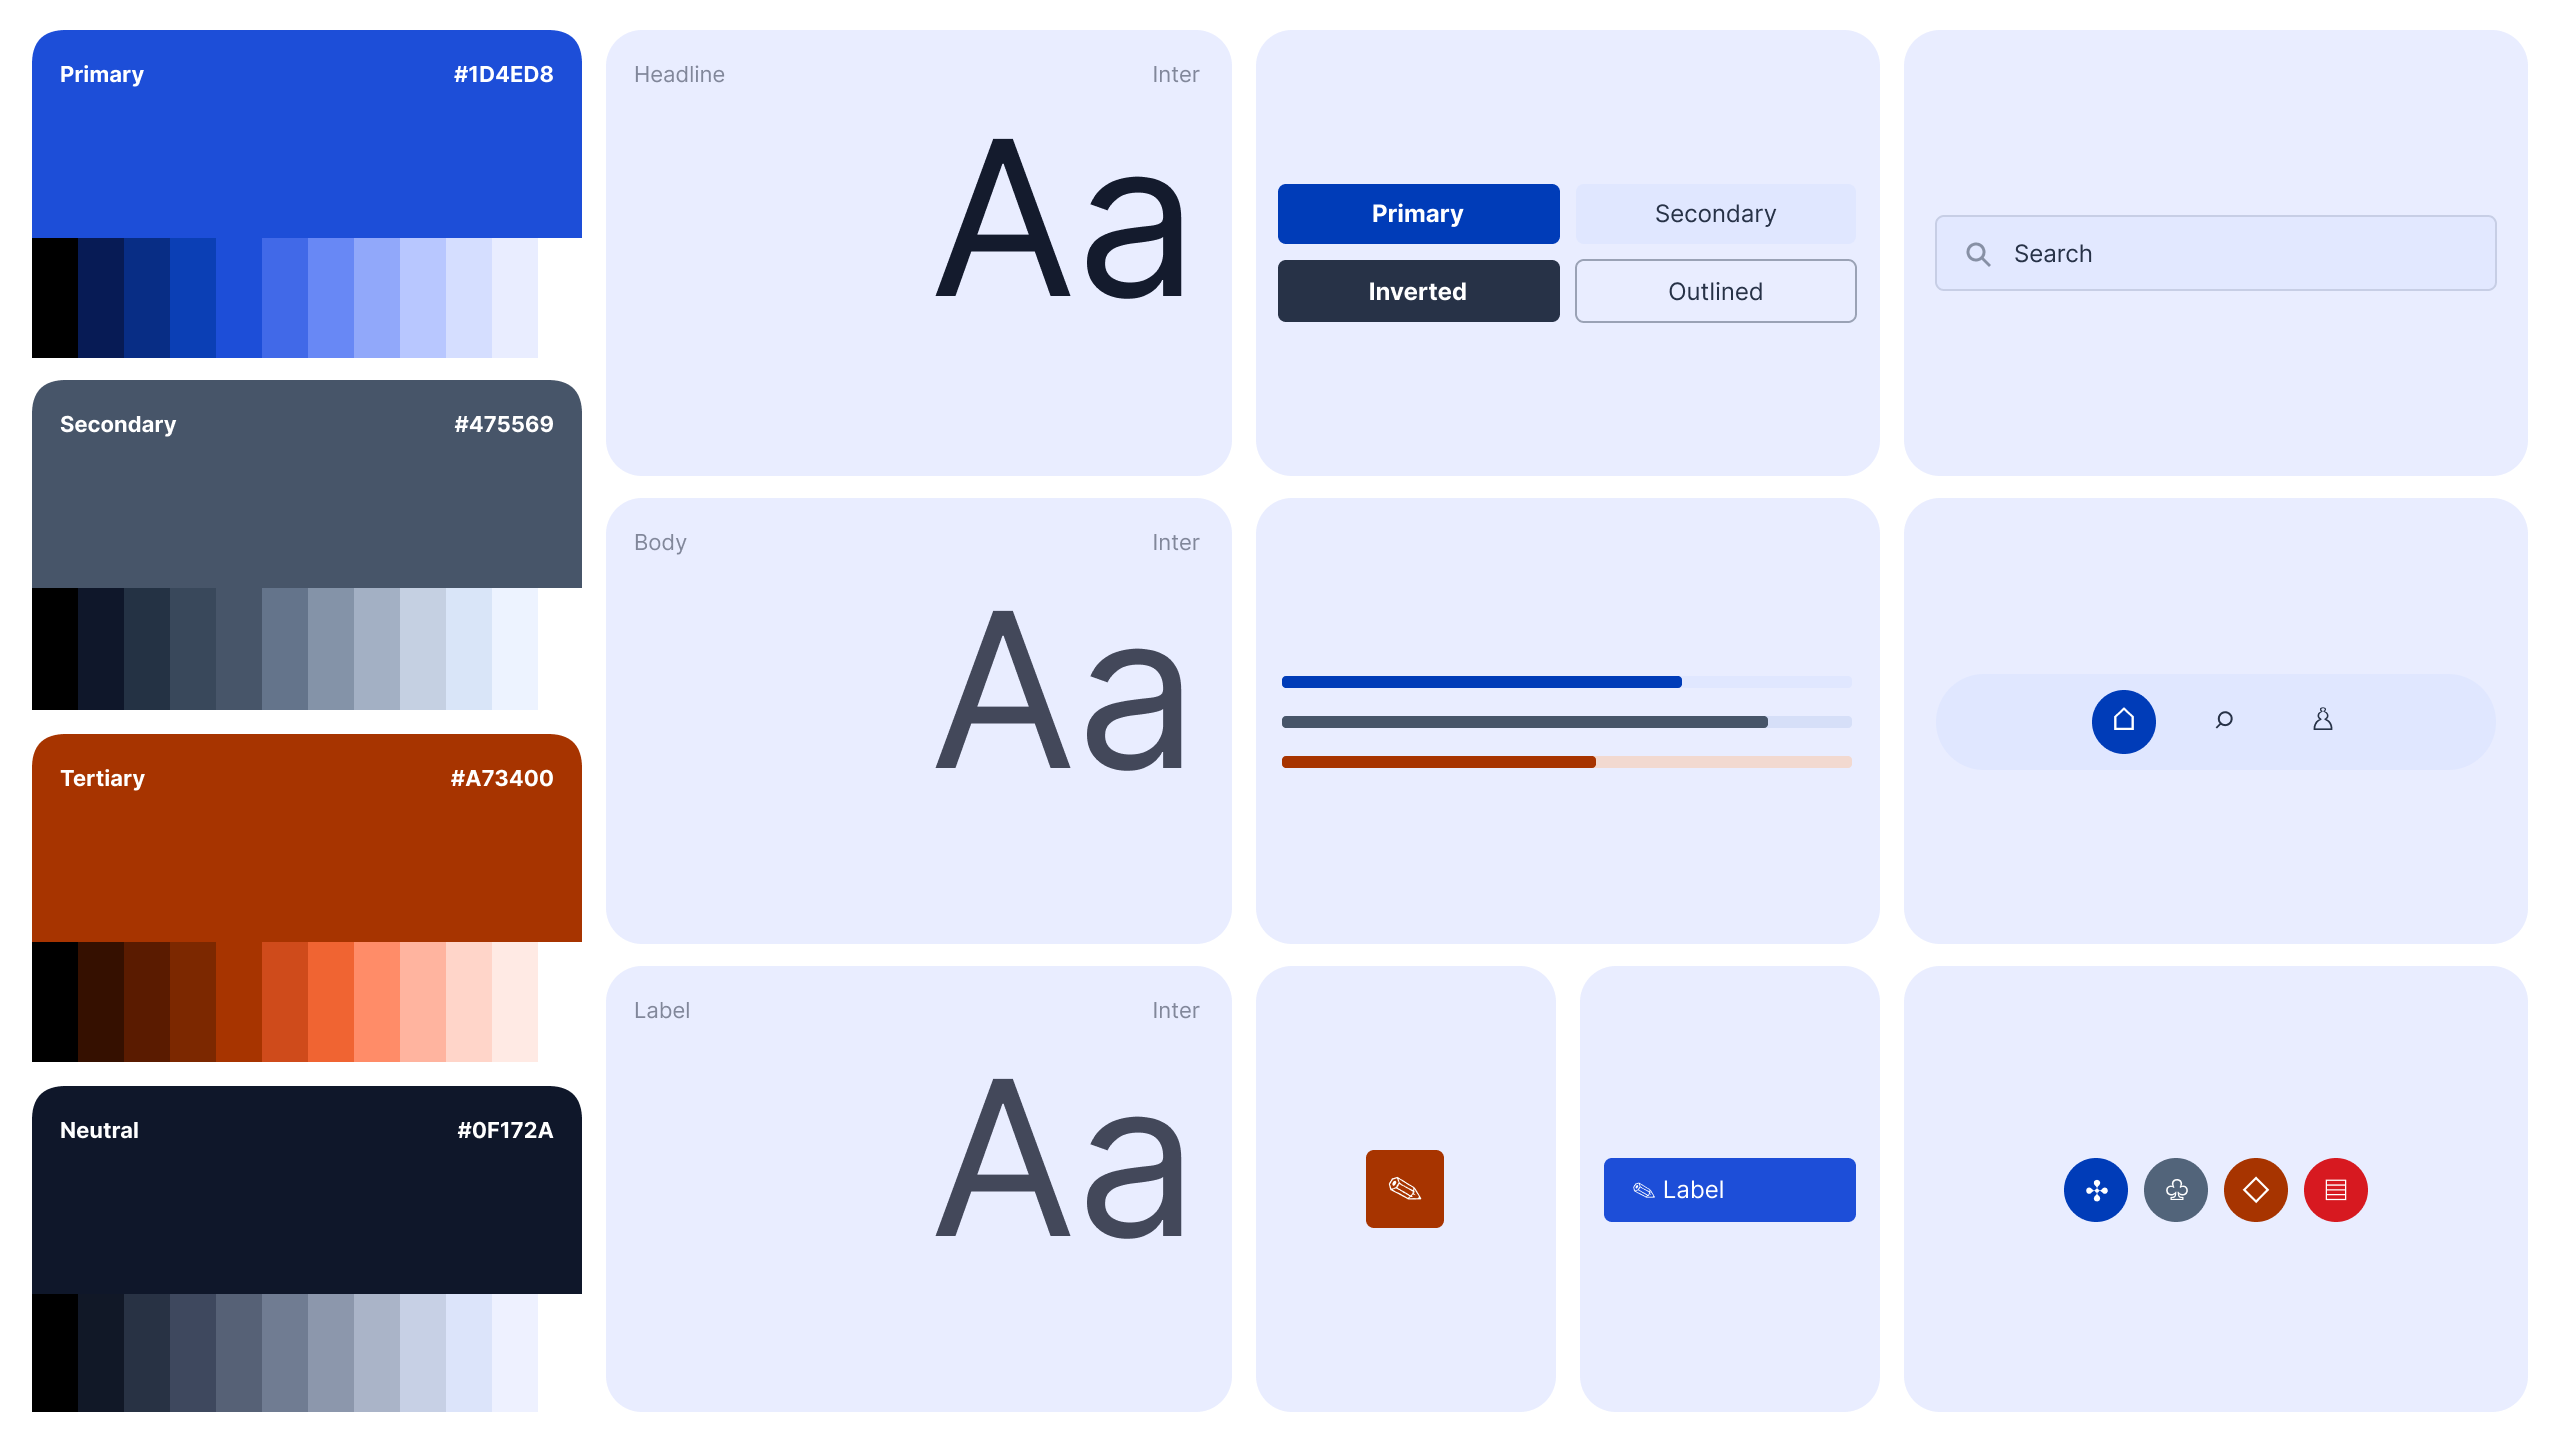 Primary #1D4ED8
Secondary #475569
Tertiary #A73400
Neutral #0F172A
Headline Inter
Aa
Body Inter
Aa
Label Inter
Aa
Primary Secondary
Inverted Outlined
Label
Search